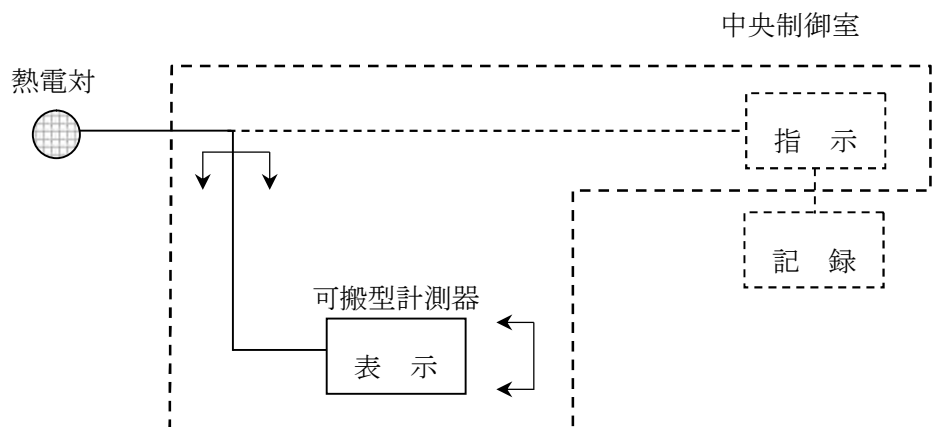 中央制御室
熱電対
指 示
記 録
可搬型計測器
表 示